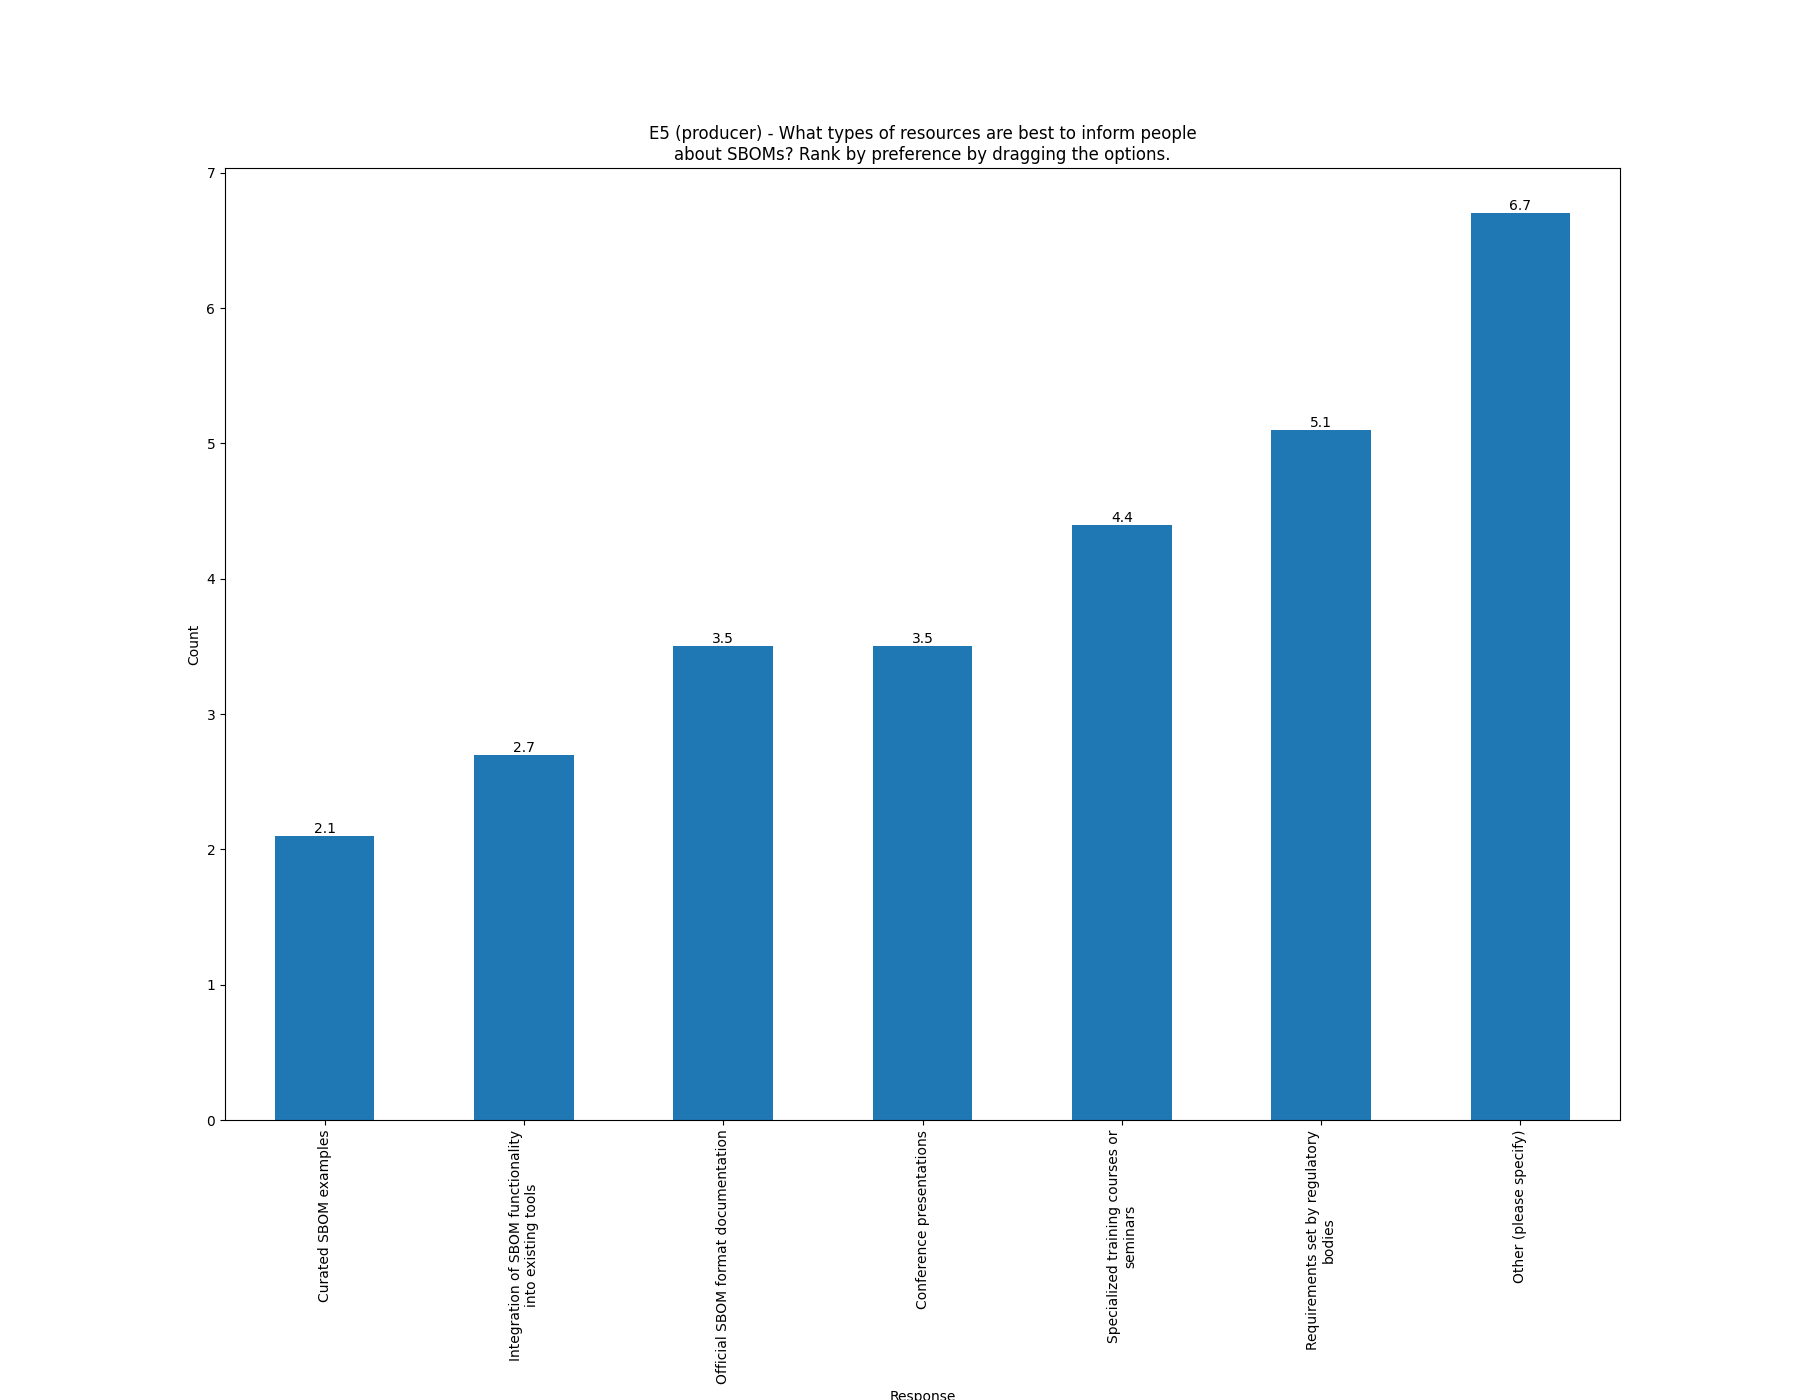 E5 (producer) - What types of resources are best to inform people
about SBOMs? Rank by preference by dragging the options.
Count
7
6
5
4
3
2
1
0
2.1
2.7
3.5
3.5
4.4
5.1
6.7
Curated SBOM examples
Integration of SBOM functionality
into existing tools
Official SBOM format documentation
Conference presentations
Specialized training courses or
seminars
Requirements set by regulatory
bodies
Other (please specify)
Response